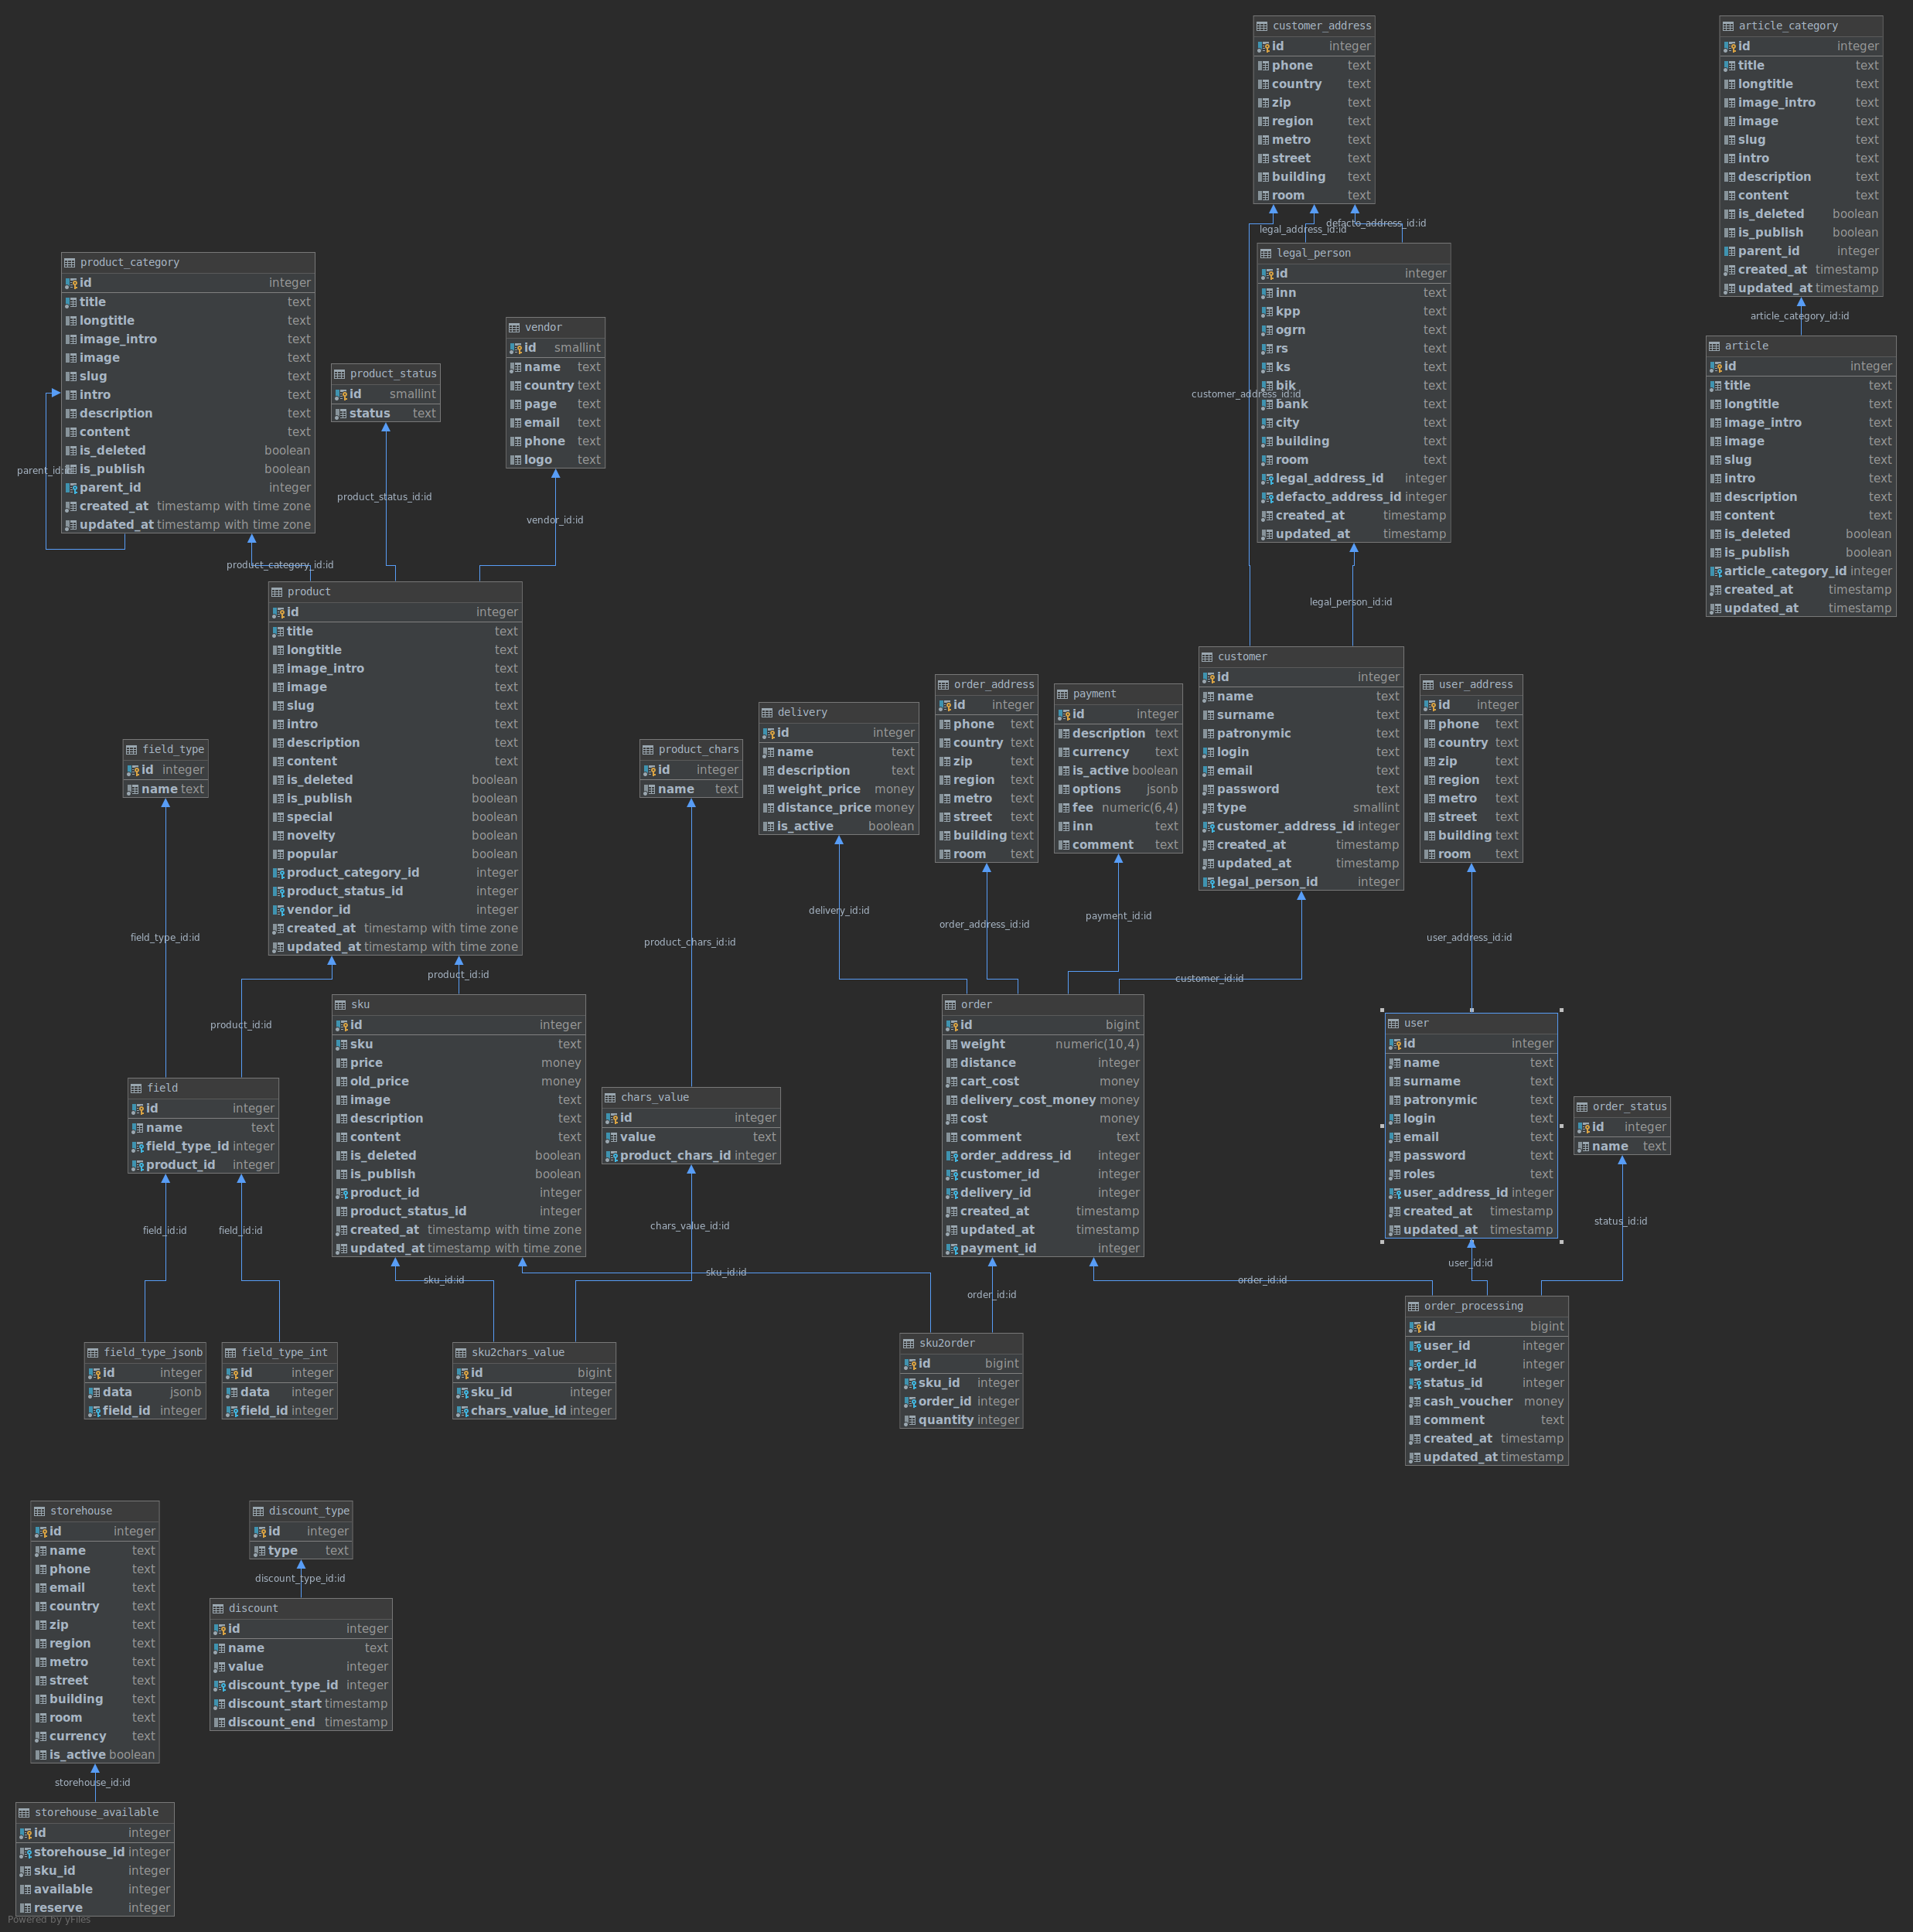 customer_address
id integer
phone text
country text
zip text
region text
metro text
street text
building text
room text
article_category
id integer
title text
longtitle text
image_intro text
image text
slug text
intro text
description text
content text
is_deleted boolean
is_publish boolean
parent_id integer
created_at timestamp
updated_at timestamp
legal_address_id:id
defacto_address_id:id
article_category_id:id
product_category
id integer
title text
longtitle text
image_intro text
image text
slug text
intro text
description text
content text
is_deleted boolean
is_publish boolean
parent_id integer
created_at timestamp with time zone
updated_at timestamp with time zone
product_status
id smallint
status text
vendor
id smallint
name text
country text
page text
email text
phone text
logo text
legal_person
id integer
inn text
kpp text
ogrn text
rs text
ks text
bik text
bank text
city text
building text
room text
legal_address_id integer
defacto_address_id integer
created_at timestamp
updated_at timestamp
customer_address_id:id
article
id integer
title text
longtitle text
image_intro text
image text
slug text
intro text
description text
content text
is_deleted boolean
is_publish boolean
article_category_id integer
created_at timestamp
updated_at timestamp
product_status_id:id
vendor_id:id
product_category_id:id
legal_person_id:id
product
id integer
title text
longtitle text
image_intro text
image text
slug text
intro text
description text
content text
is_deleted boolean
is_publish boolean
special boolean
novelty boolean
popular boolean
product_category_id integer
product_status_id integer
vendor_id integer
created_at timestamp with time zone
updated_at timestamp with time zone
field_type
id integer
name text
product_chars
id integer
name text
delivery
id integer
name text
description text
weight_price money
distance_price money
is_active boolean
order_address
id integer
phone text
country text
zip text
region text
metro text
street text
building text
room text
payment
id integer
description text
currency text
is_active boolean
options jsonb
fee numeric(6,4)
inn text
comment text
customer
id integer
name text
surname text
patronymic text
login text
email text
password text
type smallint
customer_address_id integer
created_at timestamp
updated_at timestamp
legal_person_id integer
user_address
id integer
phone text
country text
zip text
region text
metro text
street text
building text
room text
field_type_id:id
product_id:id
product_id:id
product_chars_id:id
delivery_id:id
order_address_id:id
payment_id:id
customer_id:id
user_address_id:id
field
id integer
name text
field_type_id integer
product_id integer
sku
id integer
sku text
price money
old_price money
image text
description text
content text
is_deleted boolean
is_publish boolean
product_id integer
product_status_id integer
created_at timestamp with time zone
updated_at timestamp with time zone
chars_value
id integer
value text
product_chars_id integer
order
id bigint
weight numeric(10,4)
distance integer
cart_cost money
delivery_cost_money money
cost money
comment text
order_address_id integer
customer_id integer
delivery_id integer
created_at timestamp
updated_at timestamp
payment_id integer
user
id integer
name text
surname text
patronymic text
login text
email text
password text
roles text
user_address_id integer
created_at timestamp
updated_at timestamp
order_status
id integer
name text
field_id:id
field_id:id
chars_value_id:id
sku_id:id
sku_id:id
order_id:id
order_id:id
user_id:id
status_id:id
field_type_jsonb
id integer
data jsonb
field_id integer
field_type_int
id integer
data integer
field_id integer
sku2chars_value
id bigint
sku_id integer
chars_value_id integer
sku2order
id bigint
sku_id integer
order_id integer
quantity integer
order_processing
id bigint
user_id integer
order_id integer
status_id integer
cash_voucher money
comment text
created_at timestamp
updated_at timestamp
storehouse
id integer
name text
phone text
email text
country text
zip text
region text
metro text
street text
building text
room text
currency text
is_active boolean
discount_type
id integer
type text
discount_type_id:id
discount
id integer
name text
value integer
discount_type_id integer
discount_start timestamp
discount_end timestamp
storehouse_id:id
storehouse_available
id integer
storehouse_id integer
sku_id integer
available integer
reserve integer
Powered by yFiles